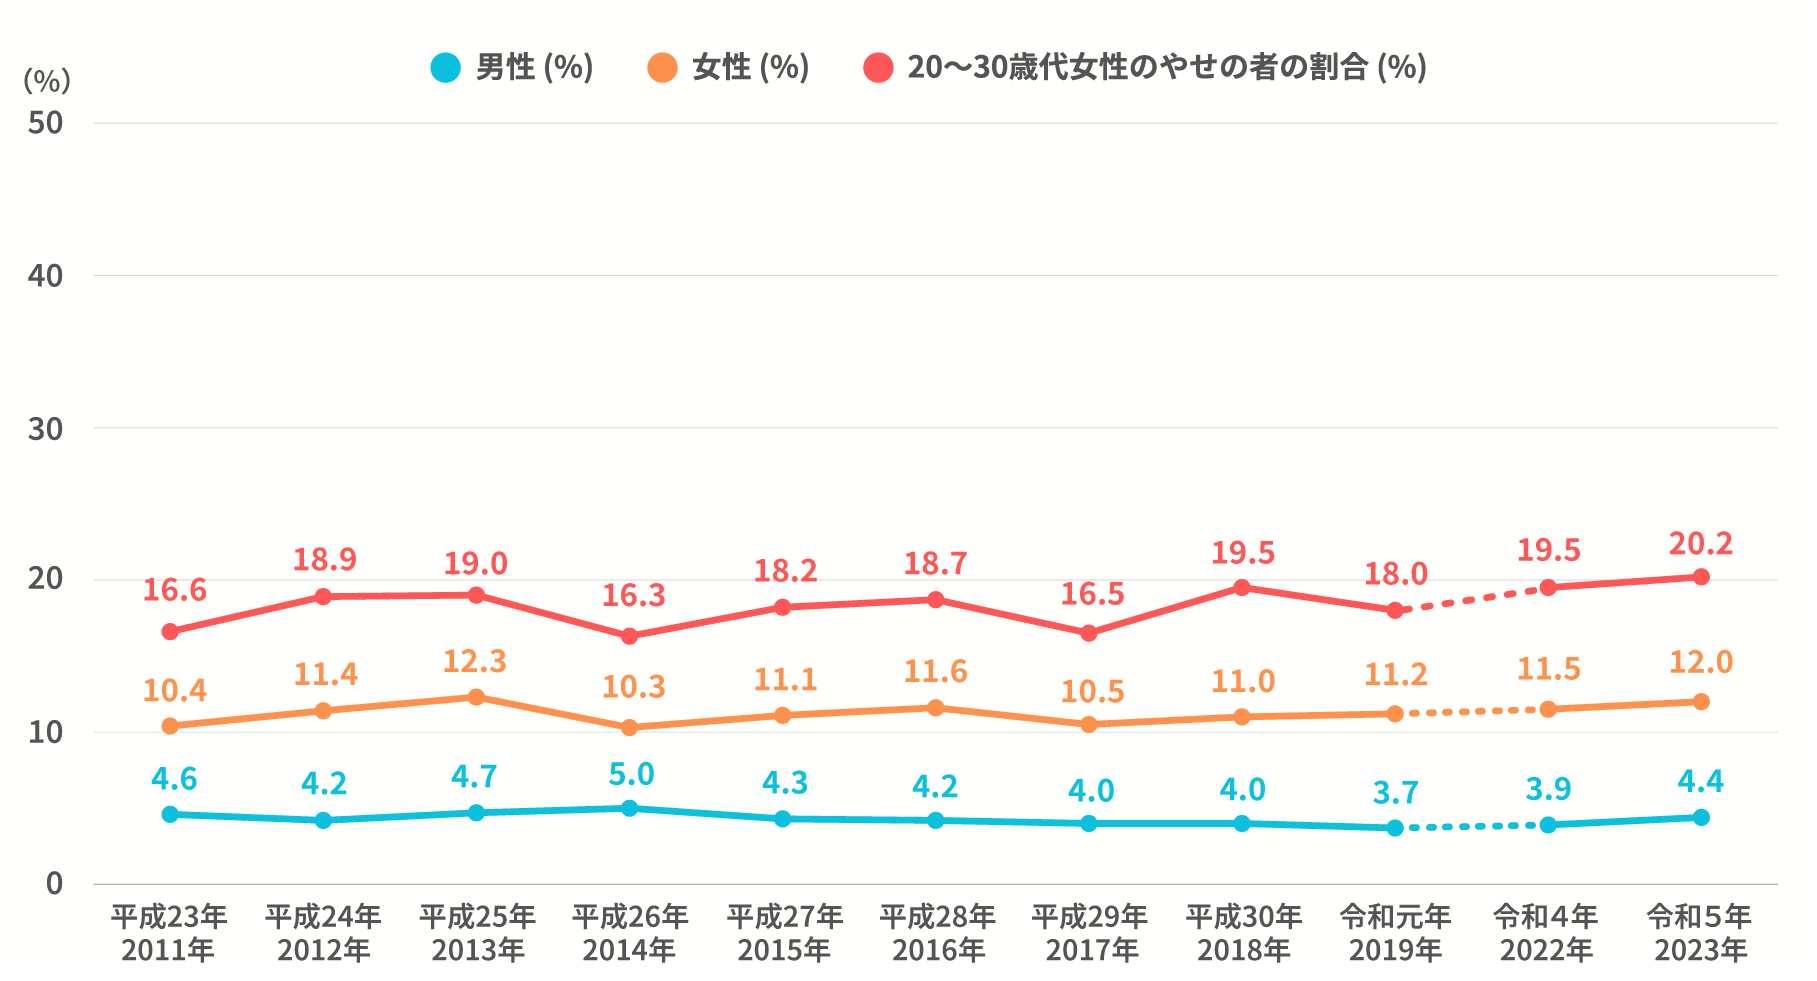 (%)
男性 (%) 女性 (%) 20〜30歳代女性のやせの者の割合 (%)
50
40
30
20
10
0
16.6 18.9 19.0 16.3 18.2 18.7 16.5 19.5 18.0 19.5 20.2
10.4 11.4 12.3 10.3 11.1 11.6 10.5 11.0 11.2 11.5 12.0
4.6 4.2 4.7 5.0 4.3 4.2 4.0 4.0 3.7 3.9 4.4
平成23年 平成24年 平成25年 平成26年 平成27年 平成28年 平成29年 平成30年 令和元年 令和４年 令和５年
2011年 2012年 2013年 2014年 2015年 2016年 2017年 2018年 2019年 2022年 2023年